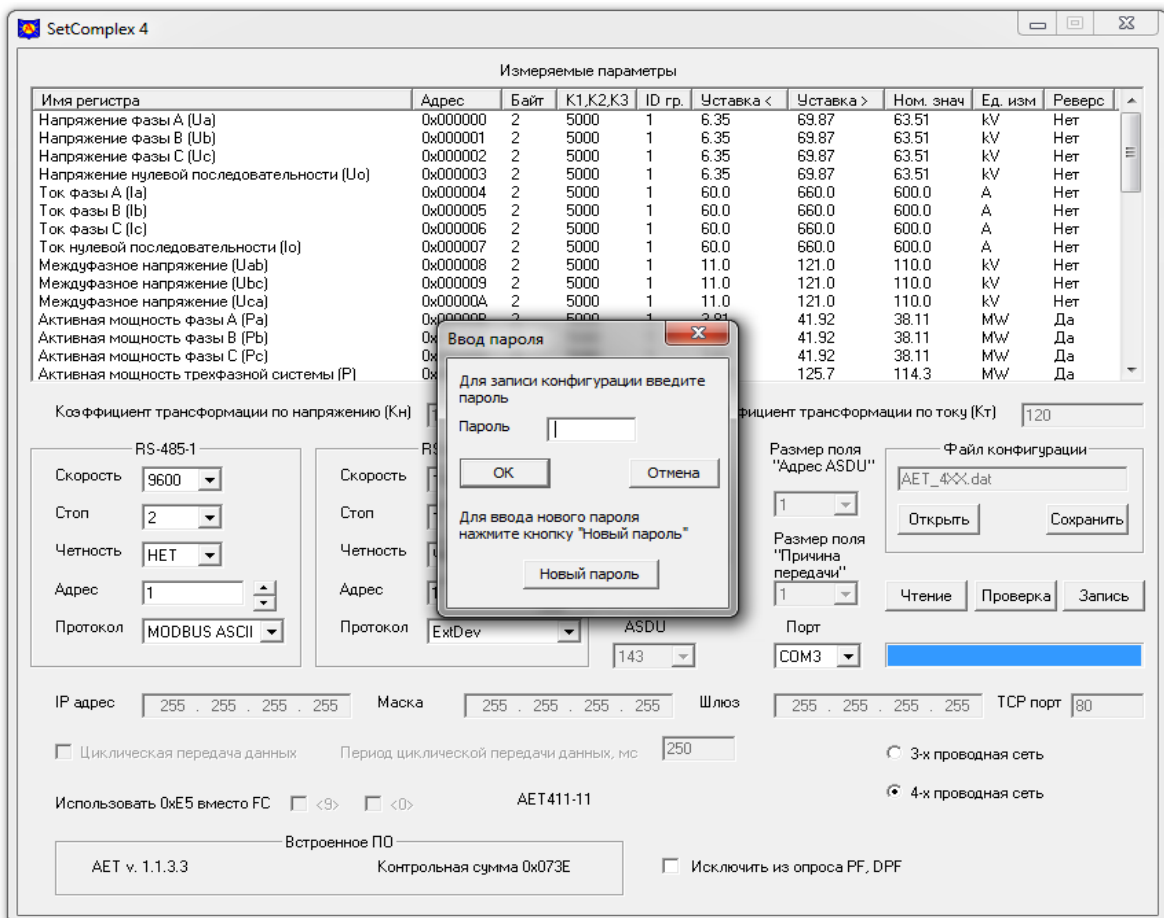 SetComplex 4
Измеряемые параметры
Имя регистра Адрес Байт К1,К2,К3 ID гр. Уставка < Уставка > Ном. знач Ед. изм Реверс
Напряжение фазы А (Ua) 0x000000 2 5000 1 6.35 69.87 63.51 kV Нет
Напряжение фазы В (Ub) 0x000001 2 5000 1 6.35 69.87 63.51 kV Нет
Напряжение фазы С (Uc) 0x000002 2 5000 1 6.35 69.87 63.51 kV Нет
Напряжение нулевой последовательности (Uo) 0x000003 2 5000 1 6.35 69.87 63.51 kV Нет
Ток фазы А (Ia) 0x000004 2 5000 1 60.0 660.0 600.0 A Нет
Ток фазы В (Ib) 0x000005 2 5000 1 60.0 660.0 600.0 A Нет
Ток фазы С (Ic) 0x000006 2 5000 1 60.0 660.0 600.0 A Нет
Ток нулевой последовательности (Io) 0x000007 2 5000 1 60.0 660.0 600.0 A Нет
Междуфазное напряжение (Uab) 0x000008 2 5000 1 11.0 121.0 110.0 kV Нет
Междуфазное напряжение (Ubc) 0x000009 2 5000 1 11.0 121.0 110.0 kV Нет
Междуфазное напряжение (Uca) 0x00000A 2 5000 1 11.0 121.0 110.0 kV Нет
Активная мощность фазы А (Pa) 41.92 38.11 MW Да
Активная мощность фазы В (Pb) 41.92 38.11 MW Да
Активная мощность фазы С (Pc) 41.92 38.11 MW Да
Активная мощность трехфазной системы (P) 125.7 114.3 MW Да
Ввод пароля
Для записи конфигурации введите
пароль
Пароль
ОК Отмена
Для ввода нового пароля
нажмите кнопку "Новый пароль"
Новый пароль
Коэффициент трансформации по напряжению (Кн) трансформации по току (Кт) 120
RS-485-1
Скорость 9600
Стоп 2
Четность НЕТ
Адрес 1
Протокол MODBUS ASCII
Скорость
Стоп
Четность
Адрес
Протокол ExtDev
ASDU
143
Размер поля
"Адрес ASDU"
1
Размер поля
"Причина
передачи"
1
Порт
COM3
Файл конфигурации
AET_4XX.dat
Открыть Сохранить
Чтение Проверка Запись
IP адрес 255 . 255 . 255 . 255 Маска 255 . 255 . 255 . 255 Шлюз 255 . 255 . 255 . 255 TCP порт 80
Циклическая передача данных Период циклической передачи данных, мс 250
3-х проводная сеть
Использовать 0xE5 вместо FC <9> <0> AET411-11
4-х проводная сеть
Встроенное ПО
AET v. 1.1.3.3 Контрольная сумма 0x073E
Исключить из опроса PF, DPF